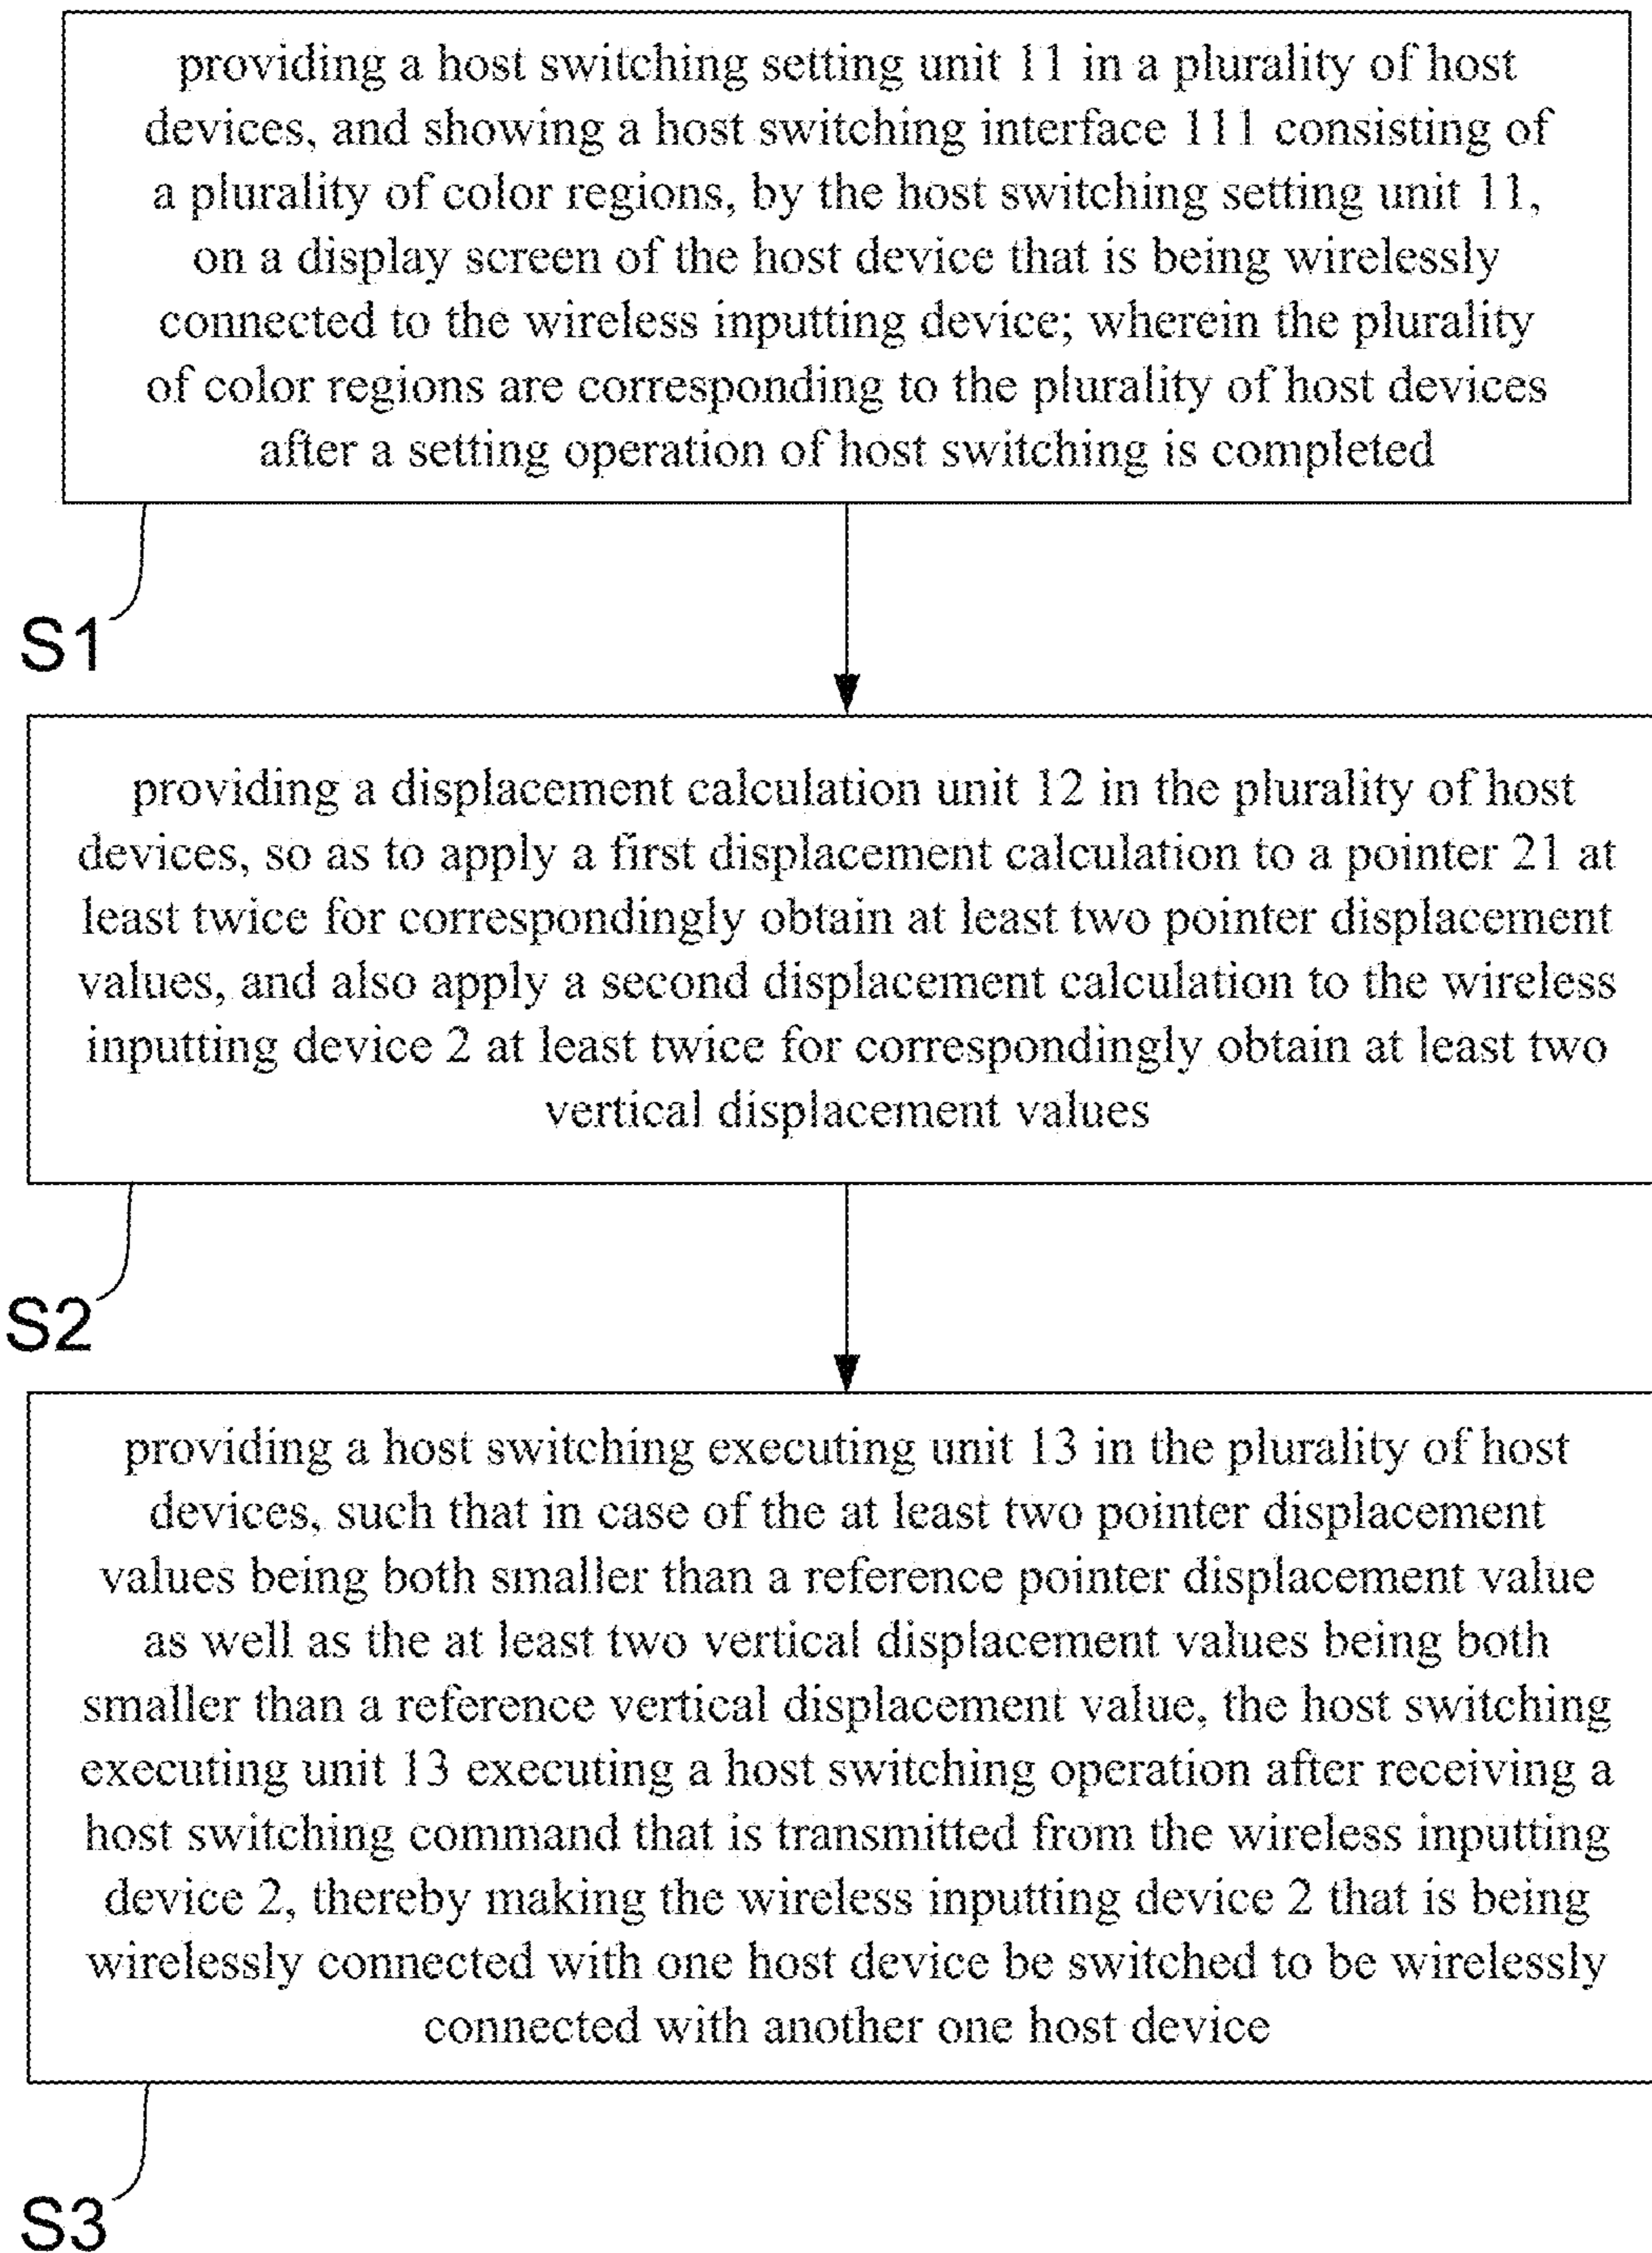 providing a host switching setting unit 11 in a plurality of host
devices, and showing a host switching interface 111 consisting of
a plurality of color regions, by the host switching setting unit 11,
on a display screen of the host device that is being wirelessly
connected to the wireless inputting device; wherein the plurality
of color regions are corresponding to the plurality of host devices
after a setting operation of host switching is completed
S1
providing a displacement calculation unit 12 in the plurality of host
devices, so as to apply a first displacement calculation to a pointer 21 at
least twice for correspondingly obtain at least two pointer displacement
values, and also apply a second displacement calculation to the wireless
inputting device 2 at least twice for correspondingly obtain at least two
vertical displacement values
S2
providing a host switching executing unit 13 in the plurality of host
devices, such that in case of the at least two pointer displacement
values being both smaller than a reference pointer displacement value
as well as the at least two vertical displacement values being both
smaller than a reference vertical displacement value, the host switching
executing unit 13 executing a host switching operation after receiving a
host switching command that is transmitted from the wireless inputting
device 2, thereby making the wireless inputting device 2 that is being
wirelessly connected with one host device be switched to be wirelessly
connected with another one host device
S3